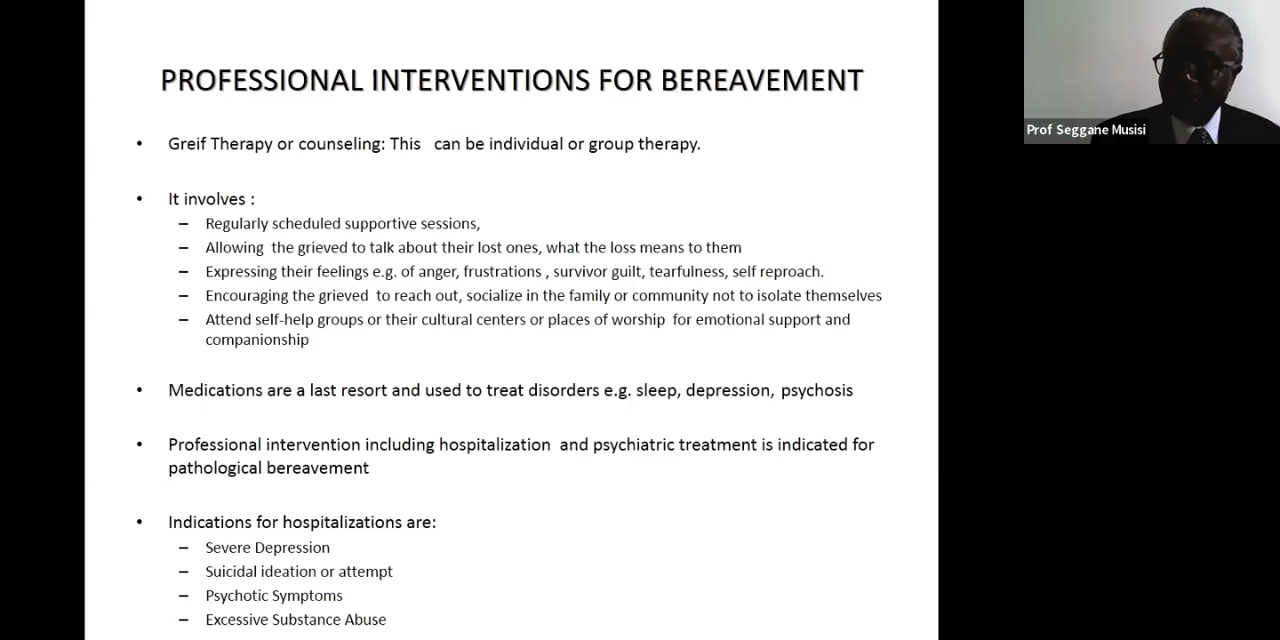 PROFESSIONAL INTERVENTIONS FOR BEREAVEMENT
Prof Seggane Musisi
• Greif Therapy or counseling: This can be individual or group therapy.
• It involves :
– Regularly scheduled supportive sessions,
– Allowing the grieved to talk about their lost ones, what the loss means to them
– Expressing their feelings e.g. of anger, frustrations , survivor guilt, tearfulness, self reproach.
– Encouraging the grieved to reach out, socialize in the family or community not to isolate themselves
– Attend self-help groups or their cultural centers or places of worship for emotional support and
companionship
• Medications are a last resort and used to treat disorders e.g. sleep, depression, psychosis
• Professional intervention including hospitalization and psychiatric treatment is indicated for
pathological bereavement
• Indications for hospitalizations are:
– Severe Depression
– Suicidal ideation or attempt
– Psychotic Symptoms
– Excessive Substance Abuse